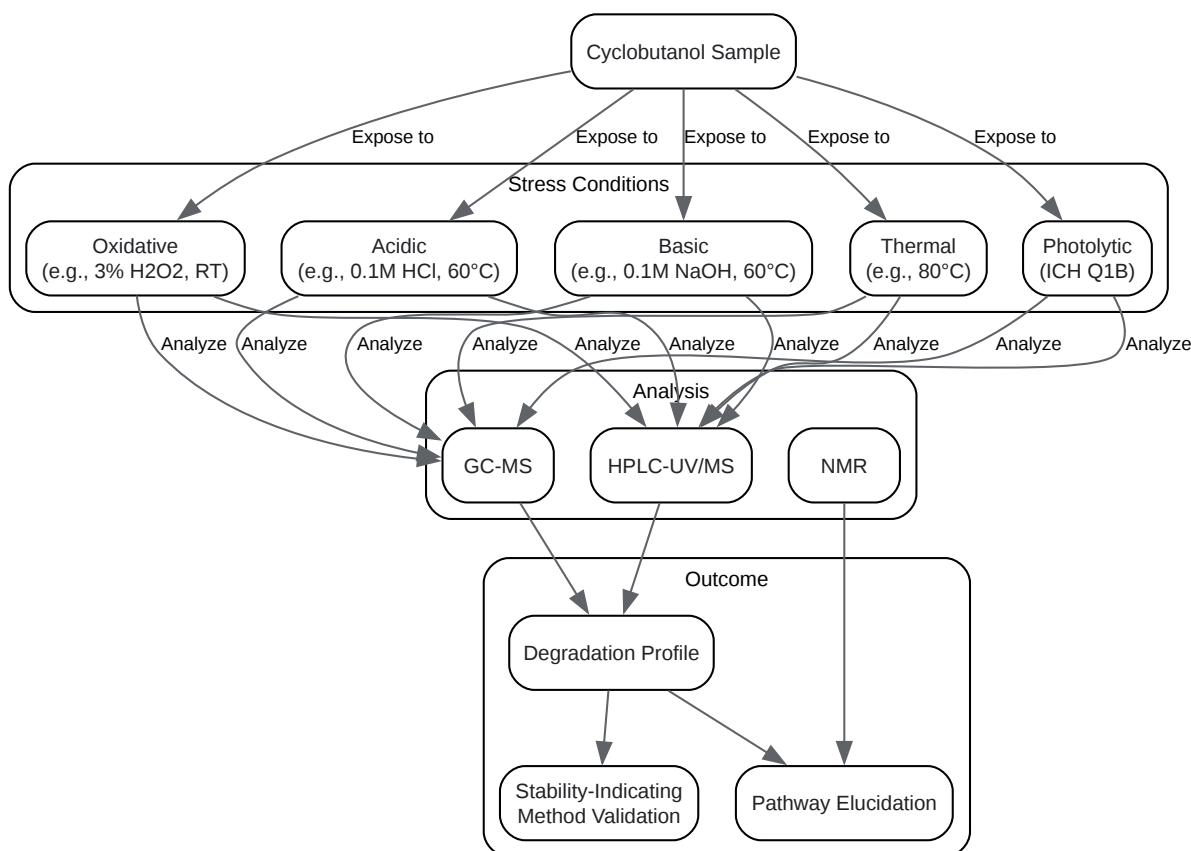 Cyclobutanol Sample
Expose to
Expose to
Expose to
Expose to
Expose to
Stress Conditions
Oxidative
(e.g., 3% H2O2, RT)
Acidic
(e.g., 0.1M HCl, 60°C)
Basic
(e.g., 0.1M NaOH, 60°C)
Thermal
(e.g., 80°C)
Photolytic
(ICH Q1B)
Analyze
Analyze
Analyze
Analyze
Analyze
Analyze
Analyze
Analyze
Analyze
Analyze
Analysis
GC-MS
HPLC-UV/MS
NMR
Outcome
Degradation Profile
Stability-Indicating
Method Validation
Pathway Elucidation